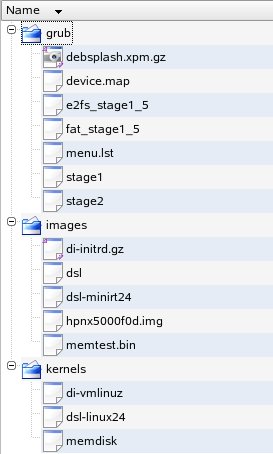 Name
grub
debsplash.xpm.gz
device.map
e2fs_stage1_5
fat_stage1_5
menu.lst
stage1
stage2
images
di-initrd.gz
dsl
dsl-minirt24
hpnx5000f0d.img
memtest.bin
kernels
di-vmlinuz
dsl-linux24
memdisk